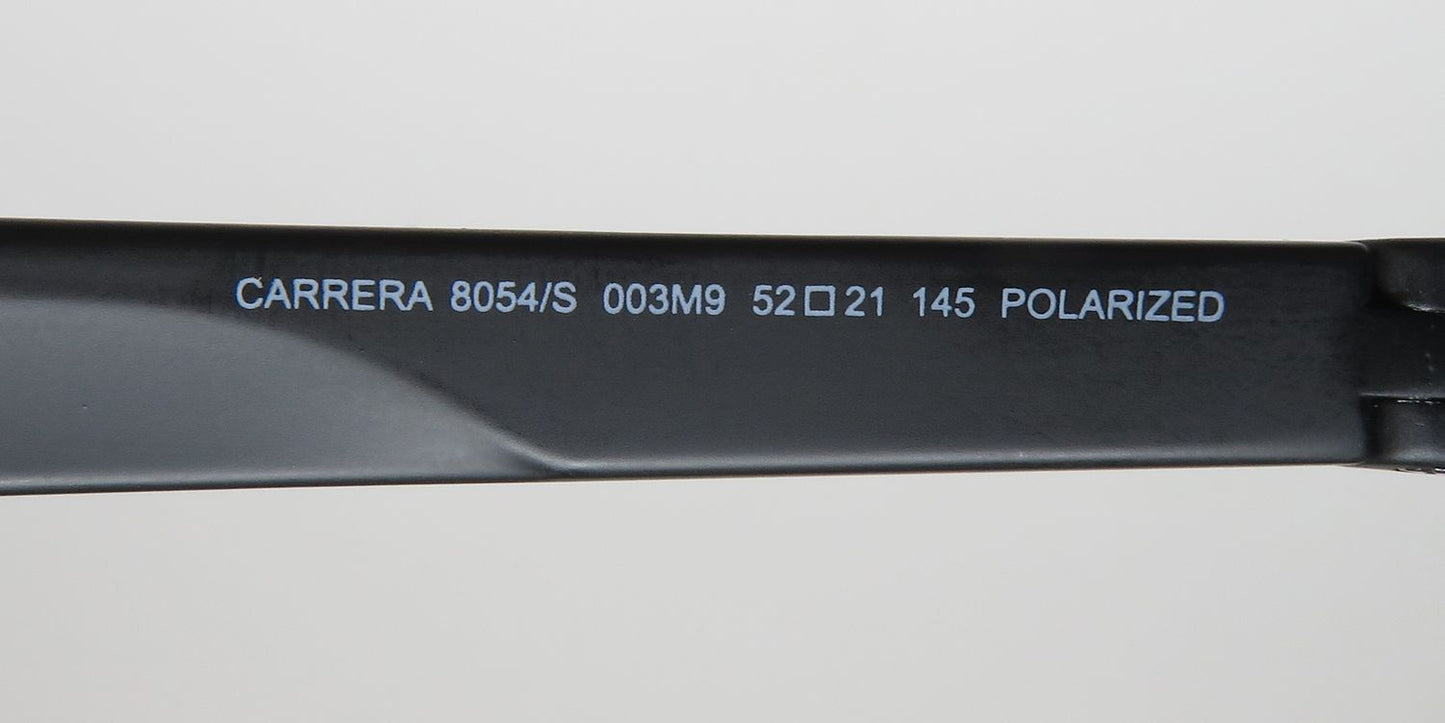 CARRERA 8054/S 003M9 52□21 145 POLARIZED